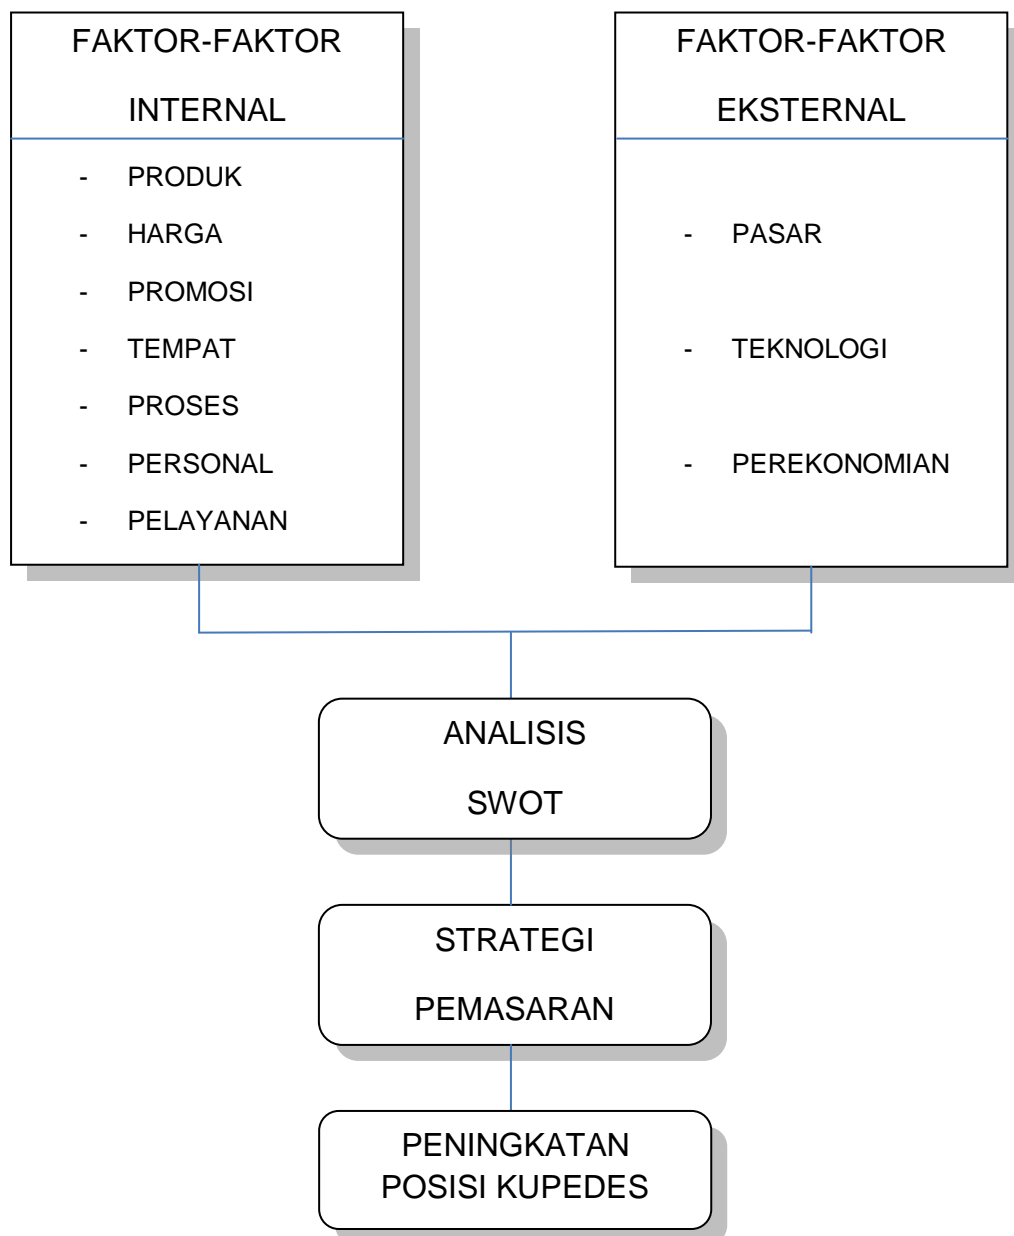 FAKTOR-FAKTOR
INTERNAL
- PRODUK
- HARGA
- PROMOSI
- TEMPAT
- PROSES
- PERSONAL
- PELAYANAN
FAKTOR-FAKTOR
EKSTERNAL
- PASAR
- TEKNOLOGI
- PEREKONOMIAN
ANALISIS
SWOT
STRATEGI
PEMASARAN
PENINGKATAN
POSISI KUPEDES